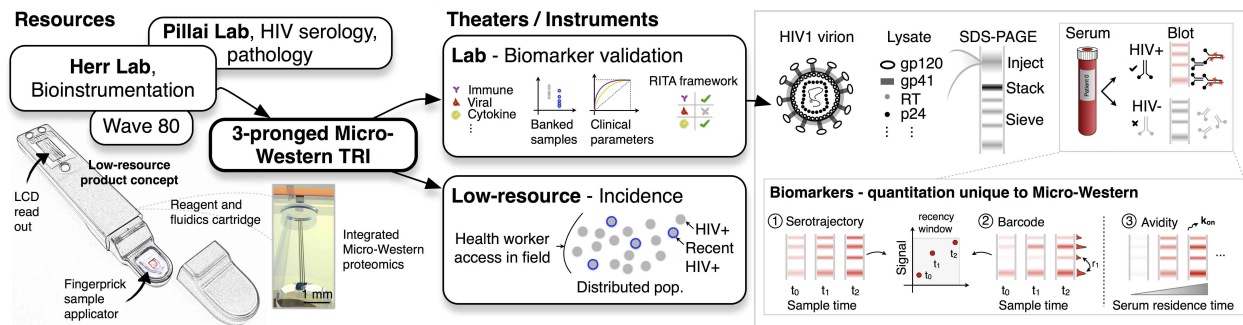 Resources
Pillai Lab, HIV serology,
pathology
Herr Lab,
Bioinstrumentation
Wave 80
3-pronged Micro-
Western TRI
Low-resource
product concept
LCD
read
out
Reagent and
fluidics cartridge
Fingerprick
sample
applicator
Integrated
Micro-Western
proteomics
1 mm
Theaters / Instruments
Lab - Biomarker validation
Immune
Viral
Cytokine
⋮
Banked
samples
Clinical
parameters
RITA framework
Low-resource - Incidence
Health worker
access in field
HIV+
Recent
HIV+
Distributed pop.
HIV1 virion
Lysate
gp120
gp41
RT
p24
⋮ ⋮
SDS-PAGE
Inject
Stack
Sieve
Serum
Patient 0
HIV+
HIV-
Blot
Biomarkers - quantitation unique to Micro-Western
① Serotrajectory
t0 t1 t2
Sample time
recency
window
Signal
t0
t1
t2
② Barcode
r1
t0 t1 t2
Sample time
③ Avidity
kon
...
Serum residence time